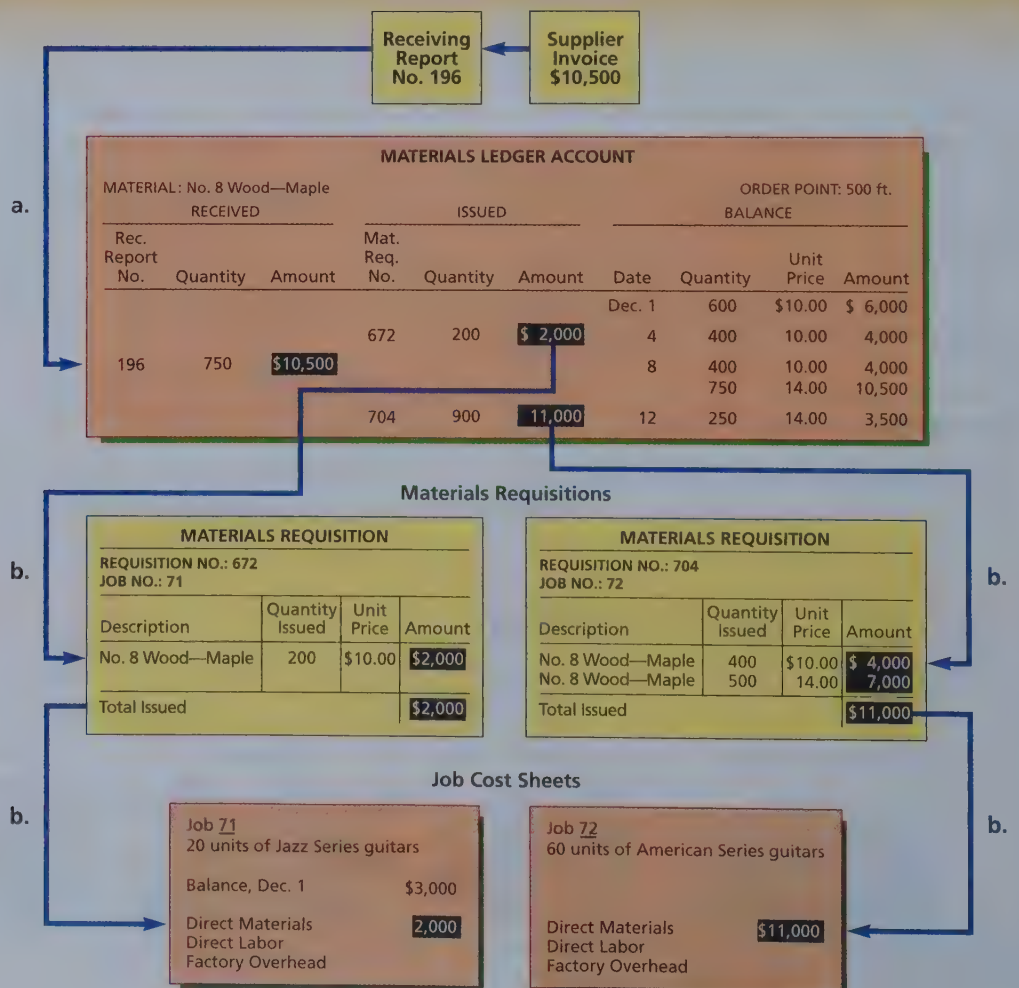 Receiving
Report
No. 196
Supplier
Invoice
$10,500
MATERIALS LEDGER ACCOUNT
MATERIAL: No. 8 Wood—Maple ORDER POINT: 500 ft.
a.
RECEIVED ISSUED BALANCE
Rec. Mat.
Report Req. Unit
No. Quantity Amount No. Quantity Amount Date Quantity Price Amount
Dec. 1 600 $10.00 $ 6,000
672 200 $ 2,000 4 400 10.00 4,000
196 750 $10,500 8 400 10.00 4,000
750 14.00 10,500
704 900 11,000 12 250 14.00 3,500
Materials Requisitions
b.
MATERIALS REQUISITION
REQUISITION NO.: 672
JOB NO.: 71
Quantity Unit
Description Issued Price Amount
No. 8 Wood—Maple 200 $10.00 $2,000
Total Issued $2,000
b.
MATERIALS REQUISITION
REQUISITION NO.: 704
JOB NO.: 72
Quantity Unit
Description Issued Price Amount
No. 8 Wood—Maple 400 $10.00 $ 4,000
No. 8 Wood—Maple 500 14.00 7,000
Total Issued $11,000
Job Cost Sheets
b.
Job 71
20 units of Jazz Series guitars
Balance, Dec. 1 $3,000
Direct Materials 2,000
Direct Labor
Factory Overhead
b.
Job 72
60 units of American Series guitars
Direct Materials $11,000
Direct Labor
Factory Overhead